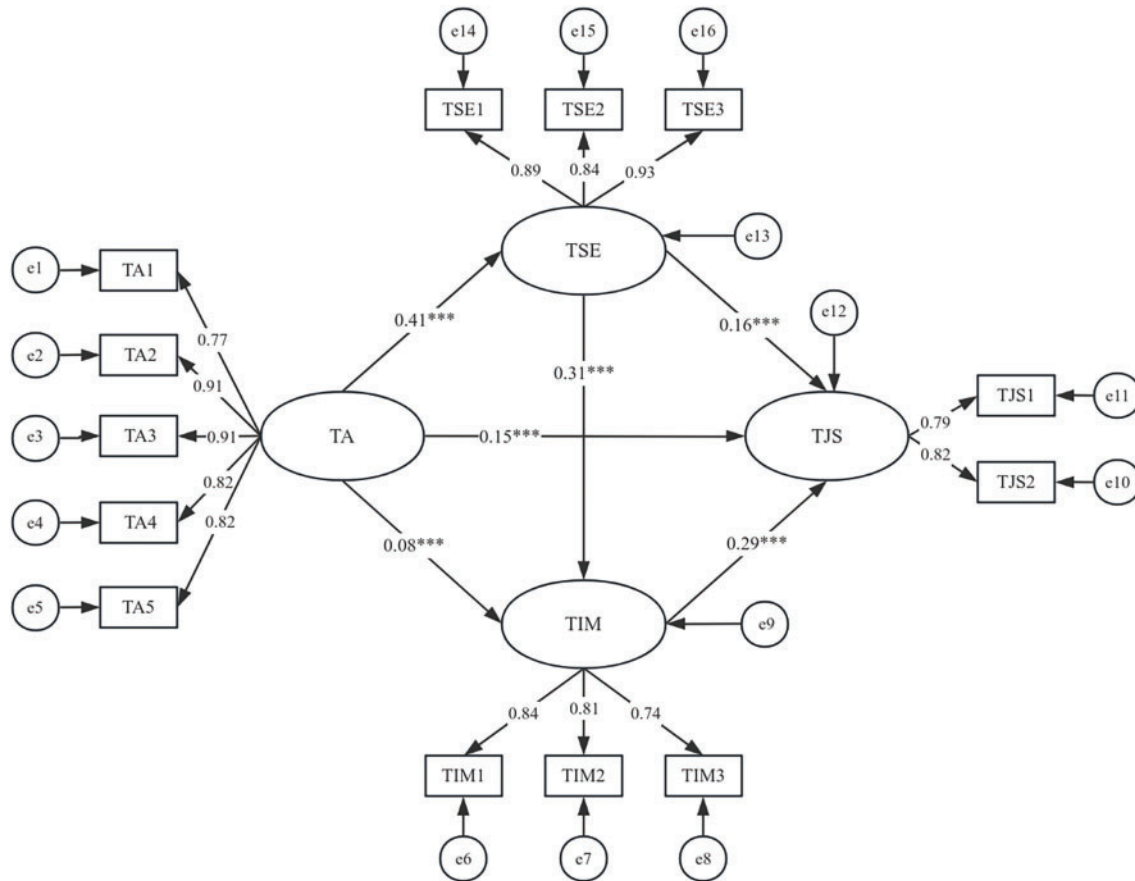 e14
e15
e16
TSE1
TSE2
TSE3
0.89
0.84
0.93
TSE
e13
e1
TA1
e2
TA2
e3
TA3
e4
TA4
e5
TA5
0.77
0.91
0.91
0.82
0.82
TA
0.41***
0.31***
0.16***
0.15***
0.08***
0.29***
e12
TJS
0.79
0.82
TJS1
e11
TJS2
e10
TIM
e9
0.84
0.81
0.74
TIM1
TIM2
TIM3
e6
e7
e8